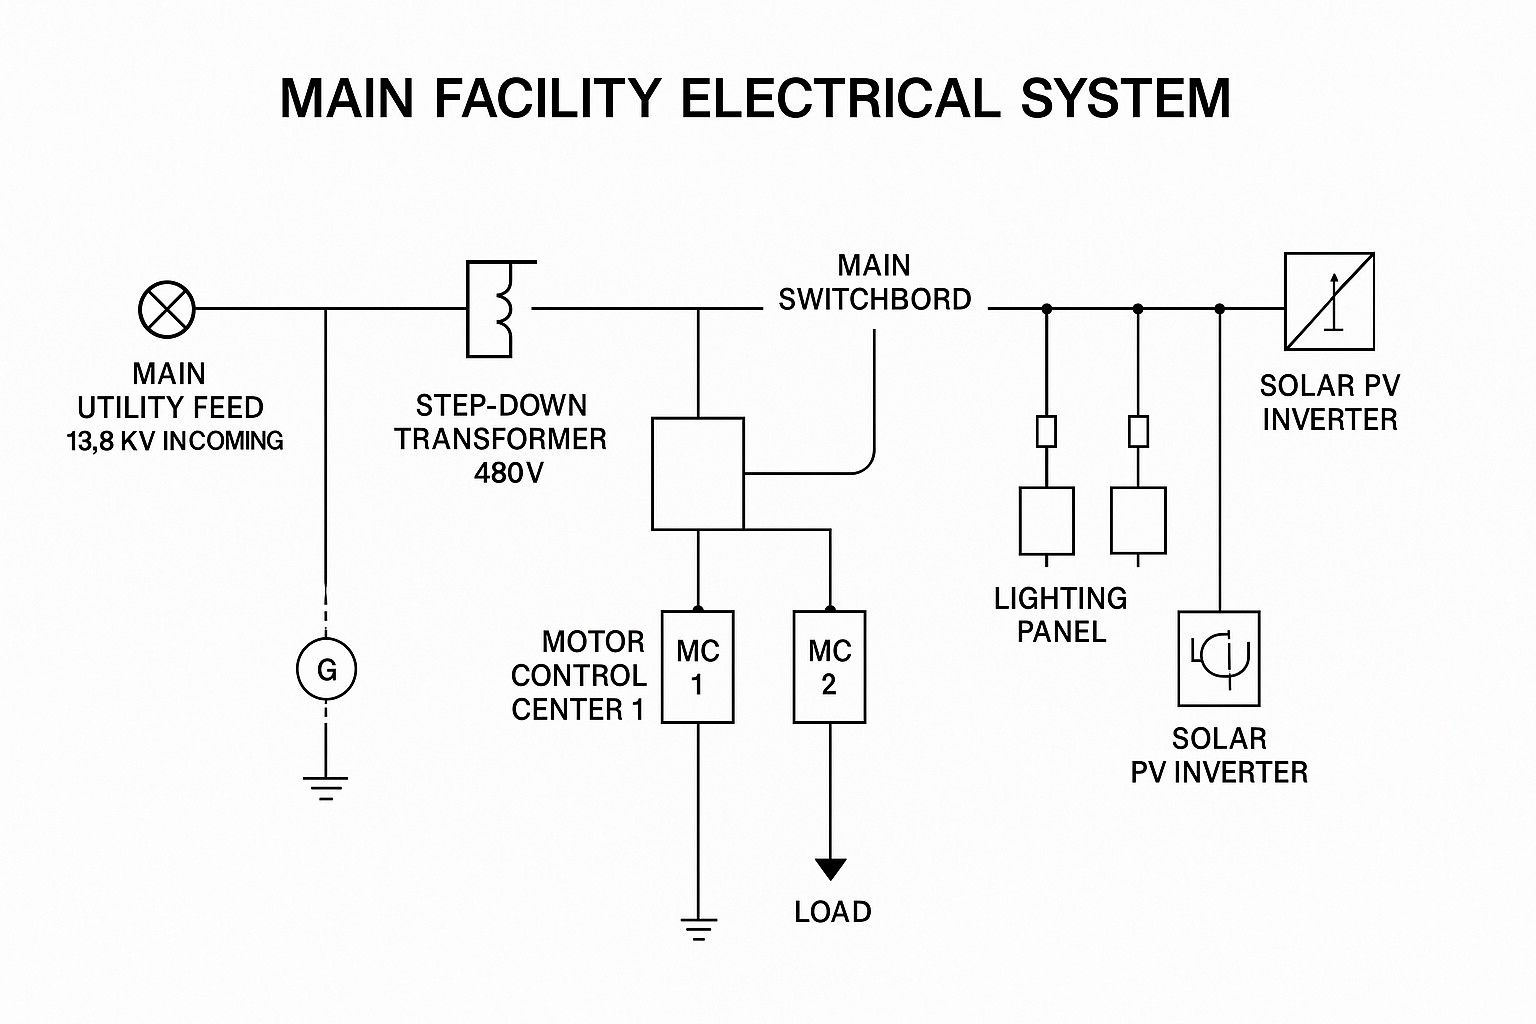 MAIN FACILITY ELECTRICAL SYSTEM
MAIN
UTILITY FEED
13,8 KV INCOMING
STEP-DOWN
TRANSFORMER
480V
MAIN
SWITCHBORD
SOLAR PV
INVERTER
G
MOTOR
CONTROL
CENTER 1
MC
1
MC
2
LOAD
LIGHTING
PANEL
SOLAR
PV INVERTER